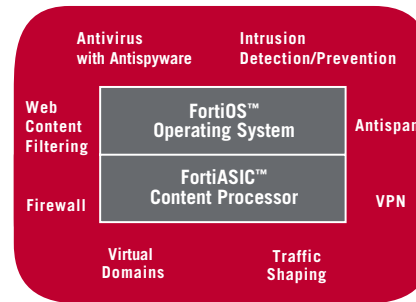 Antivirus
with Antispyware
Intrusion
Detection/Prevention
Web
Content
Filtering
FortiOS™
Operating System
Antispam
FortiASIC™
Content Processor
Firewall
VPN
Virtual
Domains
Traffic
Shaping